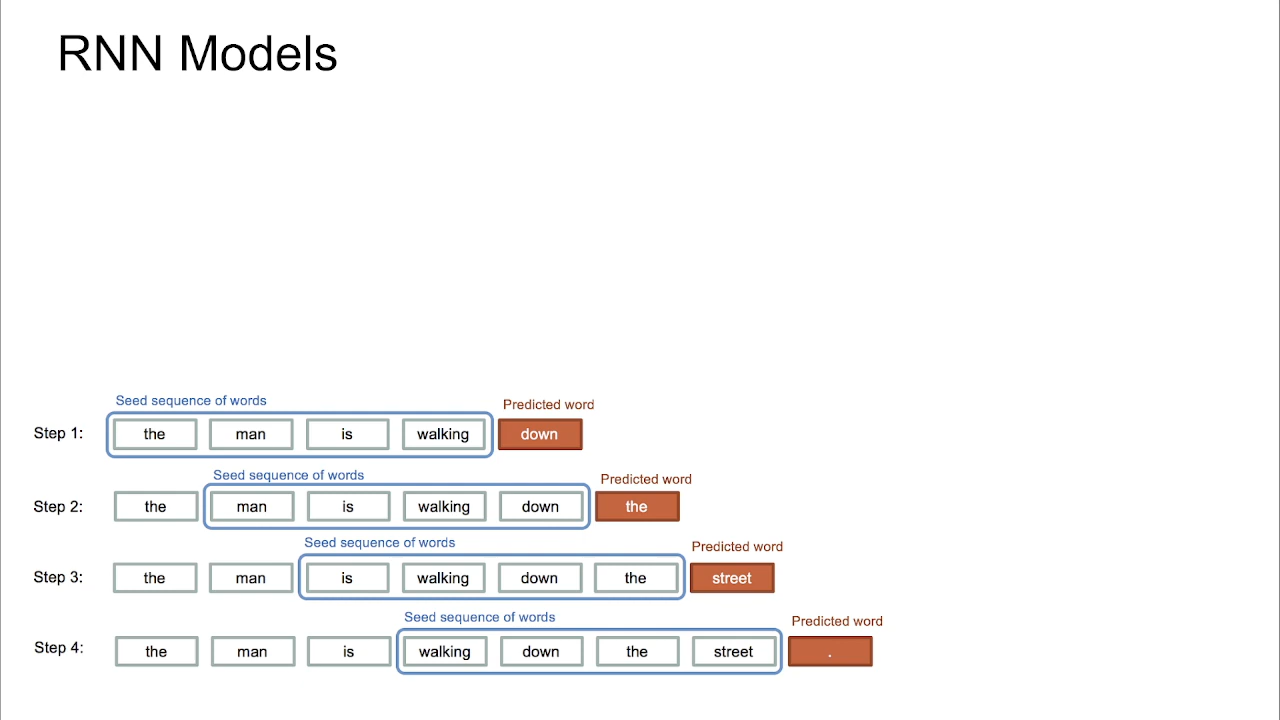 RNN Models
Seed sequence of words
Predicted word
Step 1: the man is walking down
Seed sequence of words
Predicted word
Step 2: the man is walking down the
Seed sequence of words
Predicted word
Step 3: the man is walking down the street
Seed sequence of words
Predicted word
Step 4: the man is walking down the street .